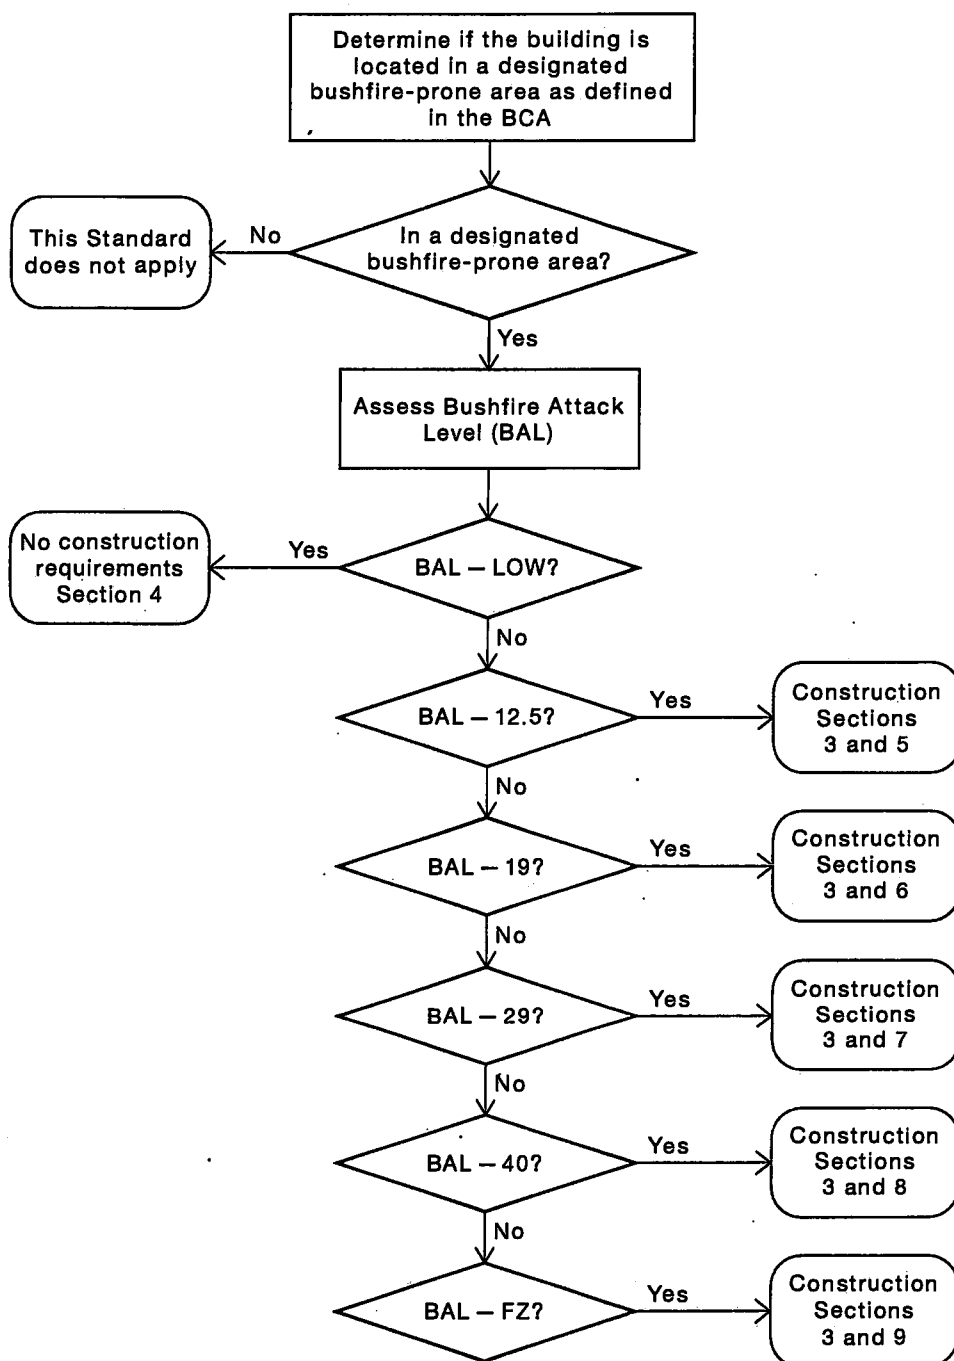 Determine if the building is
located in a designated
bushfire-prone area as defined
in the BCA
This Standard
does not apply
No
In a designated
bushfire-prone area?
Yes
Assess Bushfire Attack
Level (BAL)
No construction
requirements
Section 4
Yes
BAL – LOW?
No
BAL – 12.5?
Yes
Construction
Sections
3 and 5
No
BAL – 19?
Yes
Construction
Sections
3 and 6
No
BAL – 29?
Yes
Construction
Sections
3 and 7
No
BAL – 40?
Yes
Construction
Sections
3 and 8
No
BAL – FZ?
Yes
Construction
Sections
3 and 9